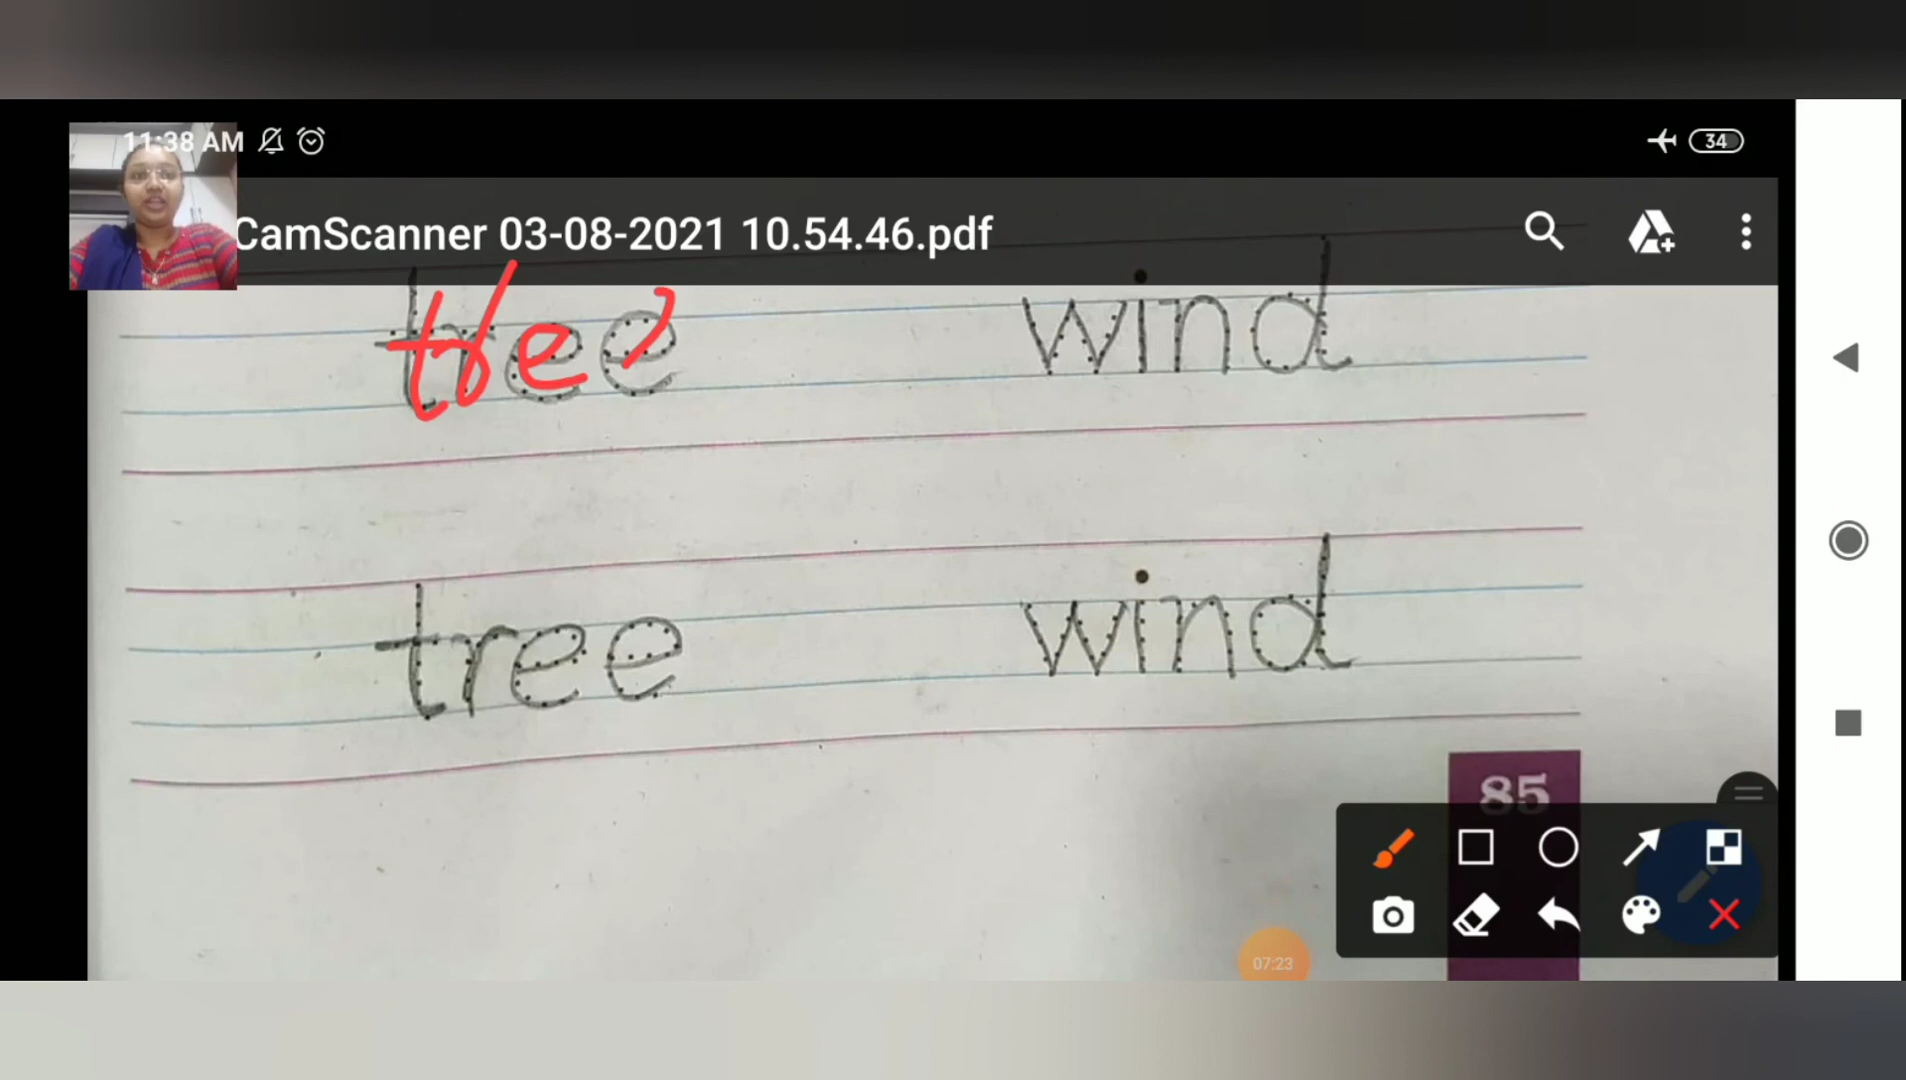 11:38 AM 34
CamScanner 03-08-2021 10.54.46.pdf
tree wind
tree wind
85
07:23